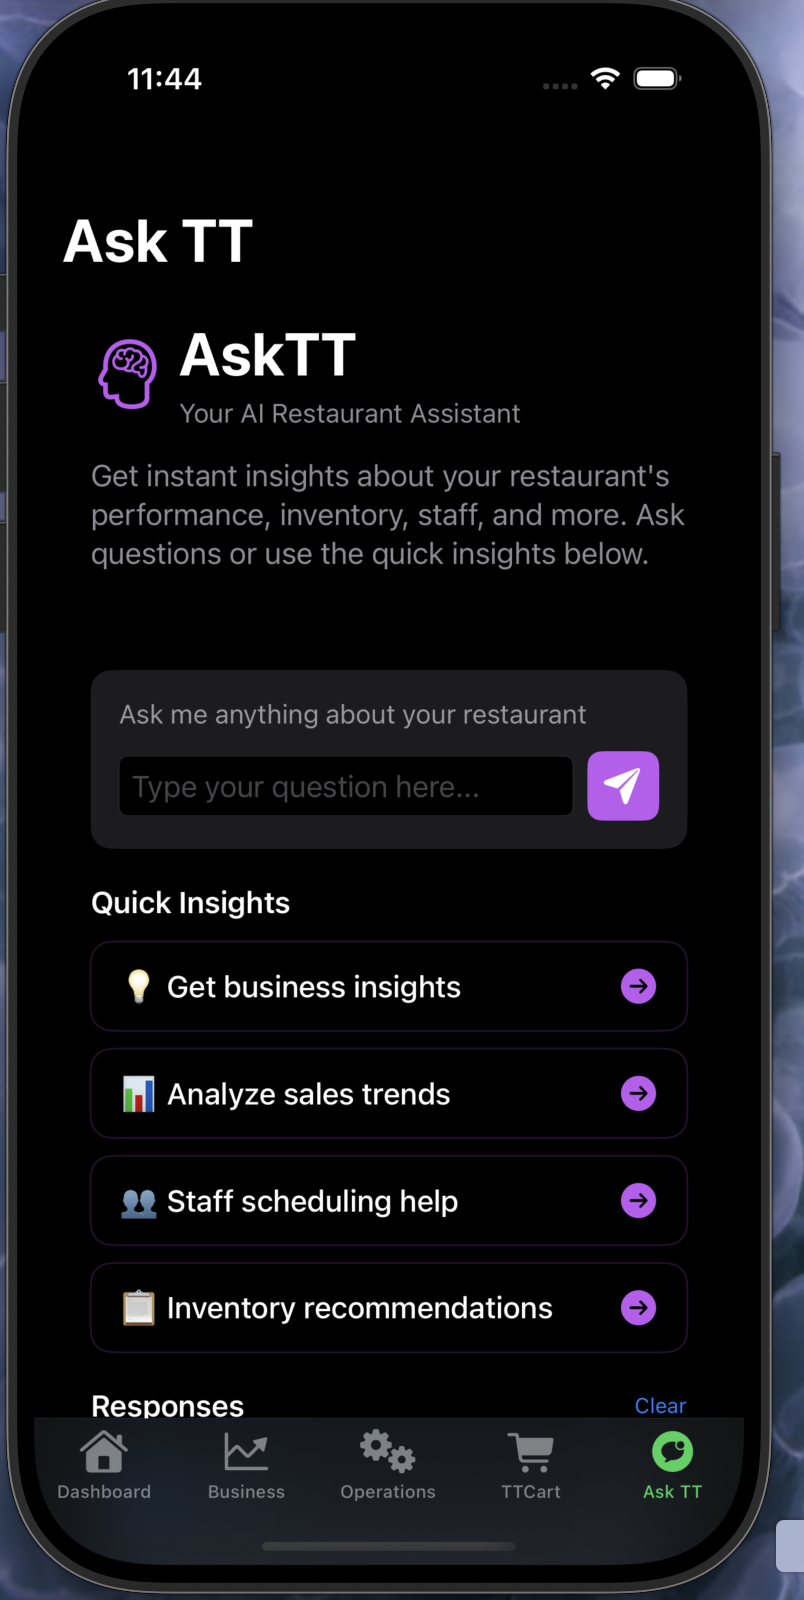 11:44
Ask TT
AskTT
Your AI Restaurant Assistant
Get instant insights about your restaurant's
performance, inventory, staff, and more. Ask
questions or use the quick insights below.
Ask me anything about your restaurant
Type your question here...
Quick Insights
Get business insights
Analyze sales trends
Staff scheduling help
Inventory recommendations
Responses
Clear
Dashboard
Business
Operations
TTCart
Ask TT